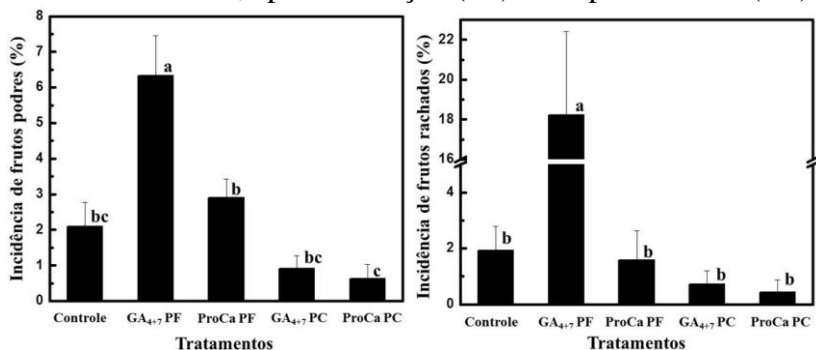 Incidência de frutos podres (%)
8
7
6
5
4
3
2
1
0
bc
a
b
bc
c
Controle GA4+7 PF ProCa PF GA4+7 PC ProCa PC
Tratamentos
Incidência de frutos rachados (%)
22
20
18
16
4
2
0
b
a
b
b
b
Controle GA4+7 PF ProCa PF GA4+7 PC ProCa PC
Tratamentos